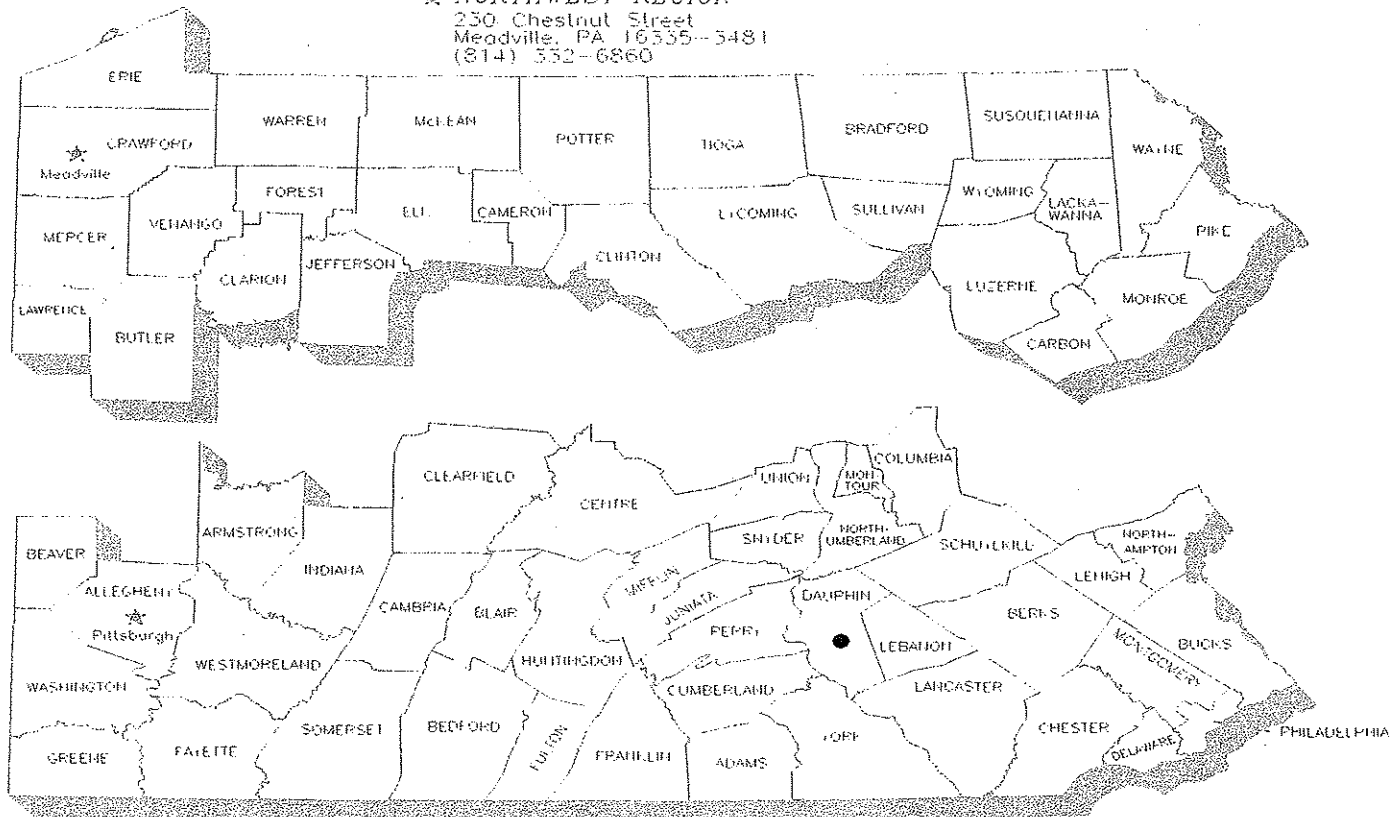 ☆ NORTHWEST REGION
230 Chestnut Street
Meadville, PA 16335-3481
(814) 332-6860
ERIE
WARREN
McKEAN
POTTER
TIOGA
BRADFORD
SUSQUEHANNA
WAYNE
CRAWFORD
Meadville
FOREST
VENANGO
ELK
CAMERON
LYCOMING
SULLIVAN
WYOMING
LACKA-
WANNA
PIKE
MERCER
CLARION
JEFFERSON
CLINTON
LUZERNE
MONROE
LAWRENCE
BUTLER
CARBON
CLEARFIELD
CENTRE
UNION
MON-
TOUR
COLUMBIA
ARMSTRONG
INDIANA
SNYDER
NORTH-
UMBERLAND
SCHUYLKILL
NORTH-
AMPTON
BEAVER
ALLEGHENY
Pittsburgh
CAMBRIA
BLAIR
MIFFLIN
JUNIATA
DAUPHIN
BERKS
LEHIGH
PERRY
LEBANON
MONTGOMERY
BUCKS
WASHINGTON
WESTMORELAND
HUNTINGDON
CUMBERLAND
LANCASTER
GREENE
FAYETTE
SOMERSET
BEDFORD
FULTON
FRANKLIN
ADAMS
YORK
CHESTER
DELAWARE
PHILADELPHIA